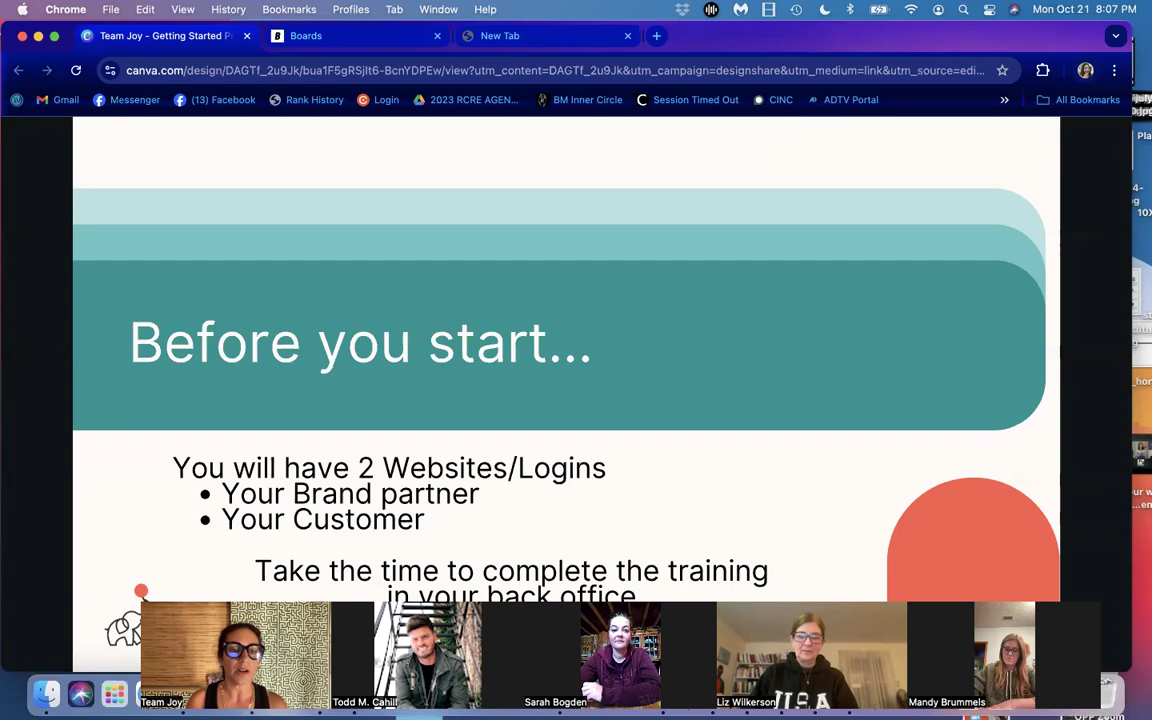 Chrome File Edit View History Bookmarks Profiles Tab Window Help Mon Oct 21 8:07 PM
Team Joy - Getting Started P
Boards
New Tab
canva.com/design/DAGTf_2u9Jk/bua1F5gRSjIt6-BcnYDPEw/view?utm_content=DAGTf_2u9Jk&utm_campaign=designshare&utm_medium=link&utm_source=edi...
Gmail Messenger (13) Facebook Rank History Login 2023 RCRE AGEN... BM Inner Circle Session Timed Out CINC ADTV Portal » All Bookmarks
Before you start...
You will have 2 Websites/Logins
• Your Brand partner
• Your Customer
Take the time to complete the training
in your back office
USA
Team Joy
Todd M. Cahill
Sarah Bogden
Liz Wilkerson
Mandy Brummels